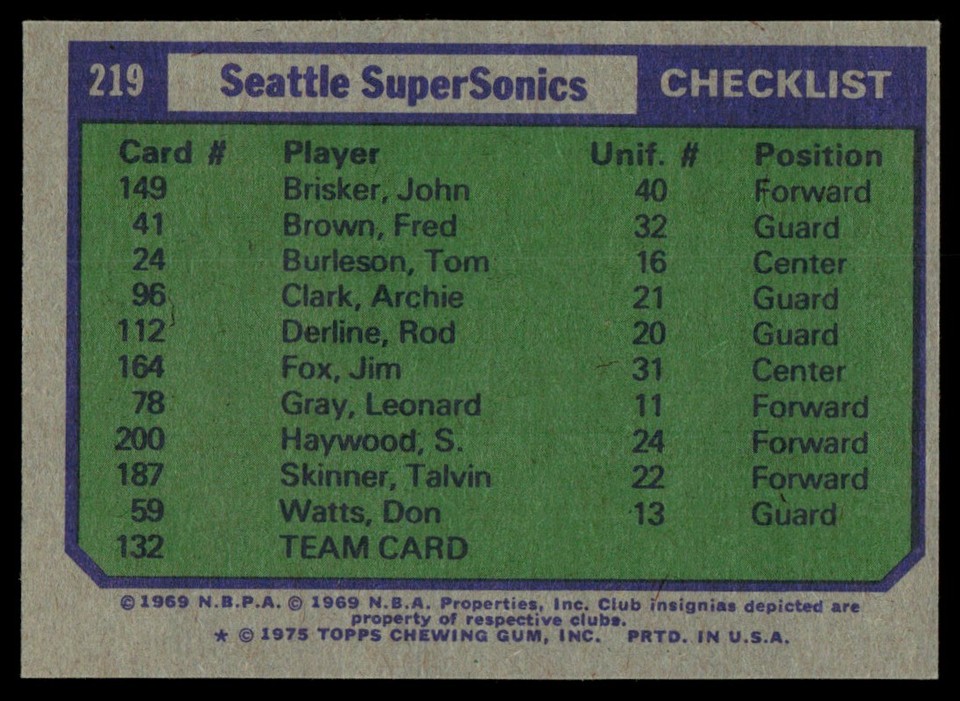 219 Seattle SuperSonics CHECKLIST
Card # Player Unif. # Position
149 Brisker, John 40 Forward
41 Brown, Fred 32 Guard
24 Burleson, Tom 16 Center
96 Clark, Archie 21 Guard
112 Derline, Rod 20 Guard
164 Fox, Jim 31 Center
78 Gray, Leonard 11 Forward
200 Haywood, S. 24 Forward
187 Skinner, Talvin 22 Forward
59 Watts, Don 13 Guard
132 TEAM CARD
© 1969 N.B.P.A. © 1969 N.B.A. Properties, Inc. Club insignias depicted are
property of respective clubs.
* © 1975 TOPPS CHEWING GUM, INC. PRTD. IN U.S.A.